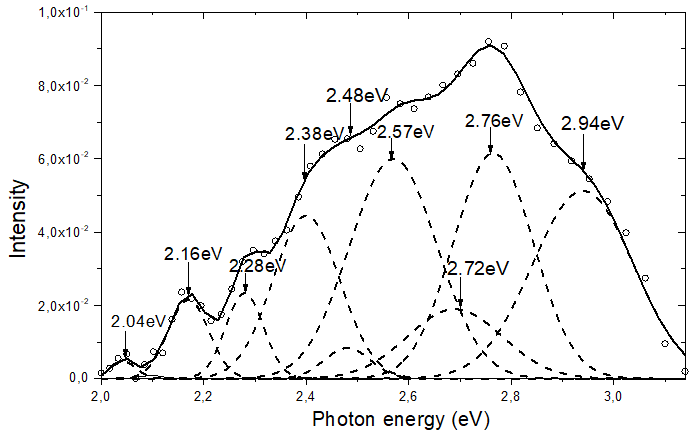 1,0x10⁻¹
8,0x10⁻²
6,0x10⁻²
4,0x10⁻²
2,0x10⁻²
0,0
Intensity
2.76eV
2.48eV
2.38eV
2.57eV
2.94eV
2.16eV
2.28eV
2.72eV
2.04eV
2,0
2,2
2,4
2,6
2,8
3,0
Photon energy (eV)